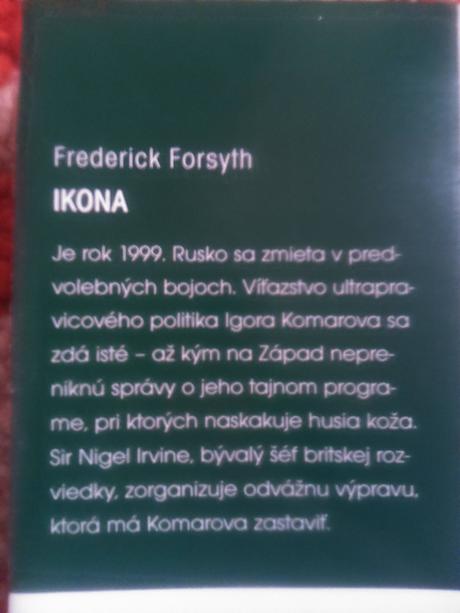 Frederick Forsyth
IKONA
Je rok 1999. Rusko sa zmieta v pred-
volebných bojoch. Víťazstvo ultrapra-
vicového politika Igora Komarova sa
zdá isté – až kým na Západ nepre-
niknú správy o jeho tajnom progra-
me, pri ktorých naskakuje husia koža.
Sir Nigel Irvine, bývalý šéf britskej roz-
viedky, zorganizuje odvážnu výpravu,
ktorá má Komarova zastaviť.